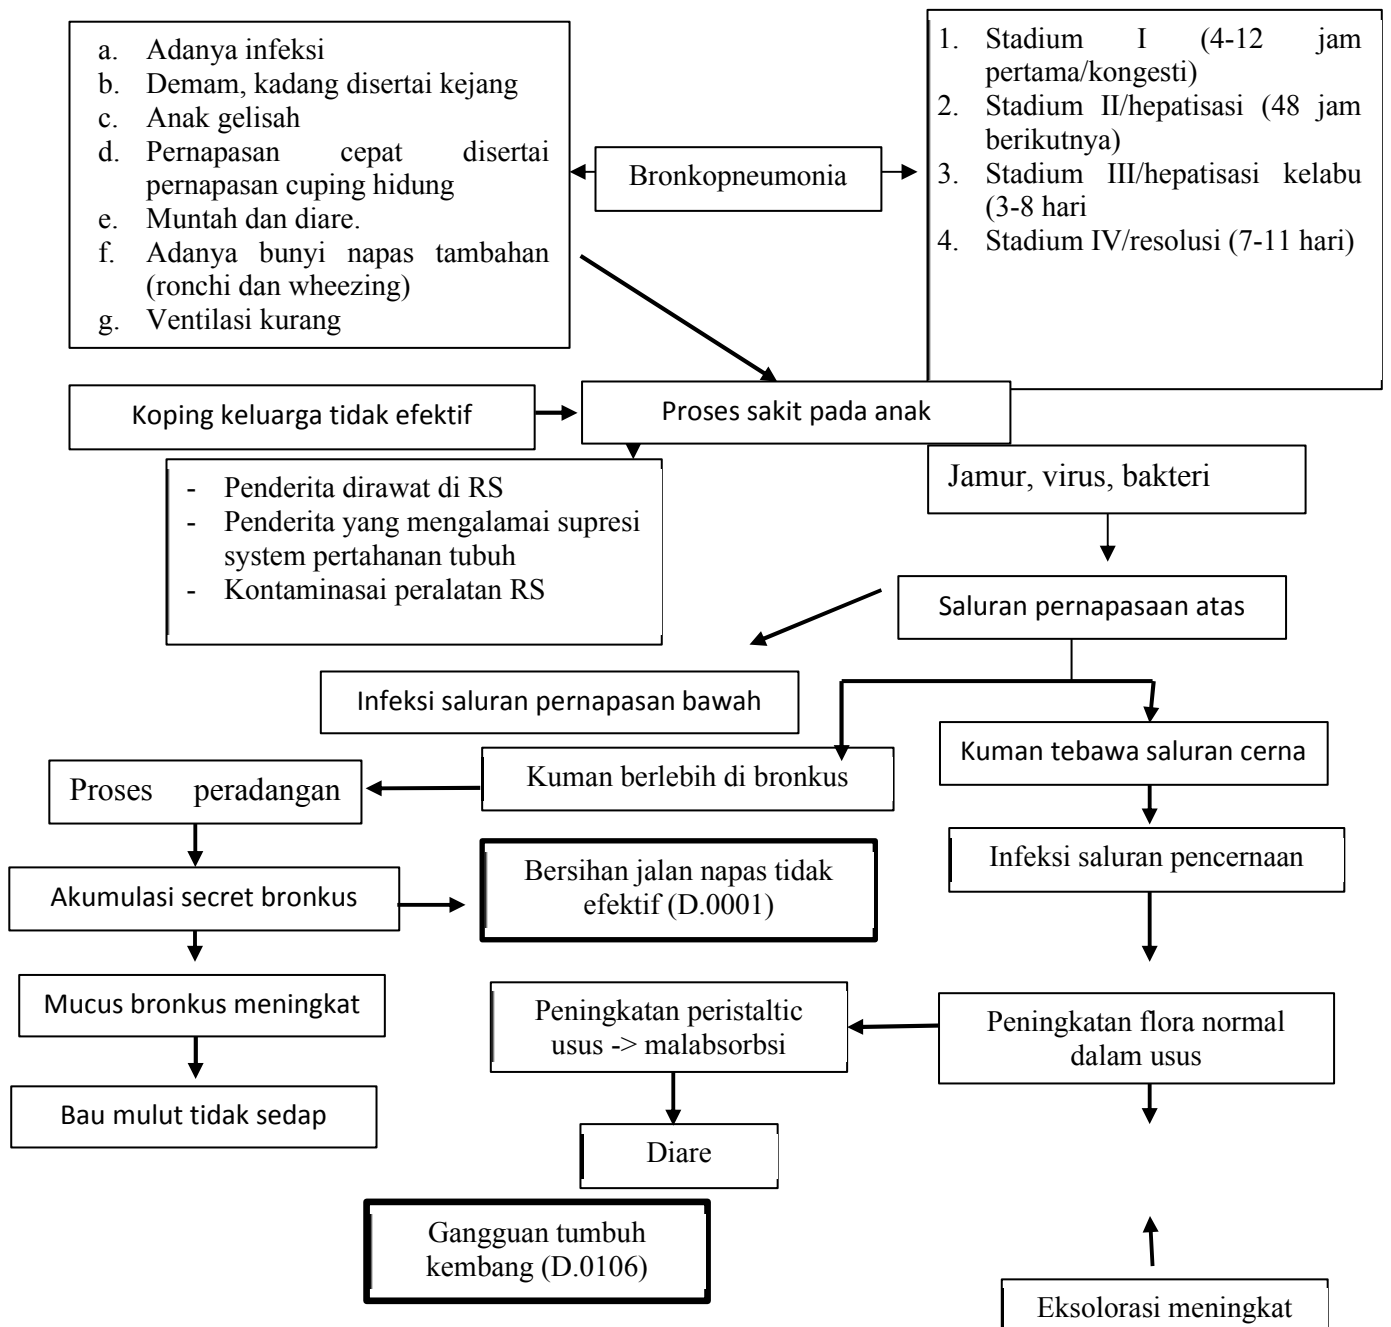 a. Adanya infeksi
b. Demam, kadang disertai kejang
c. Anak gelisah
d. Pernapasan cepat disertai
pernapasan cuping hidung
e. Muntah dan diare.
f. Adanya bunyi napas tambahan
(ronchi dan wheezing)
g. Ventilasi kurang
Bronkopneumonia
1. Stadium I (4-12 jam
pertama/kongesti)
2. Stadium II/hepatisasi (48 jam
berikutnya)
3. Stadium III/hepatisasi kelabu
(3-8 hari
4. Stadium IV/resolusi (7-11 hari)
Koping keluarga tidak efektif
Proses sakit pada anak
- Penderita dirawat di RS
- Penderita yang mengalamai supresi
system pertahanan tubuh
- Kontaminasai peralatan RS
Jamur, virus, bakteri
Saluran pernapasaan atas
Infeksi saluran pernapasan bawah
Kuman tebawa saluran cerna
Kuman berlebih di bronkus
Proses peradangan
Infeksi saluran pencernaan
Bersihan jalan napas tidak
efektif (D.0001)
Akumulasi secret bronkus
Mucus bronkus meningkat
Peningkatan peristaltic
usus -> malabsorbsi
Peningkatan flora normal
dalam usus
Bau mulut tidak sedap
Diare
Gangguan tumbuh
kembang (D.0106)
Eksolorasi meningkat